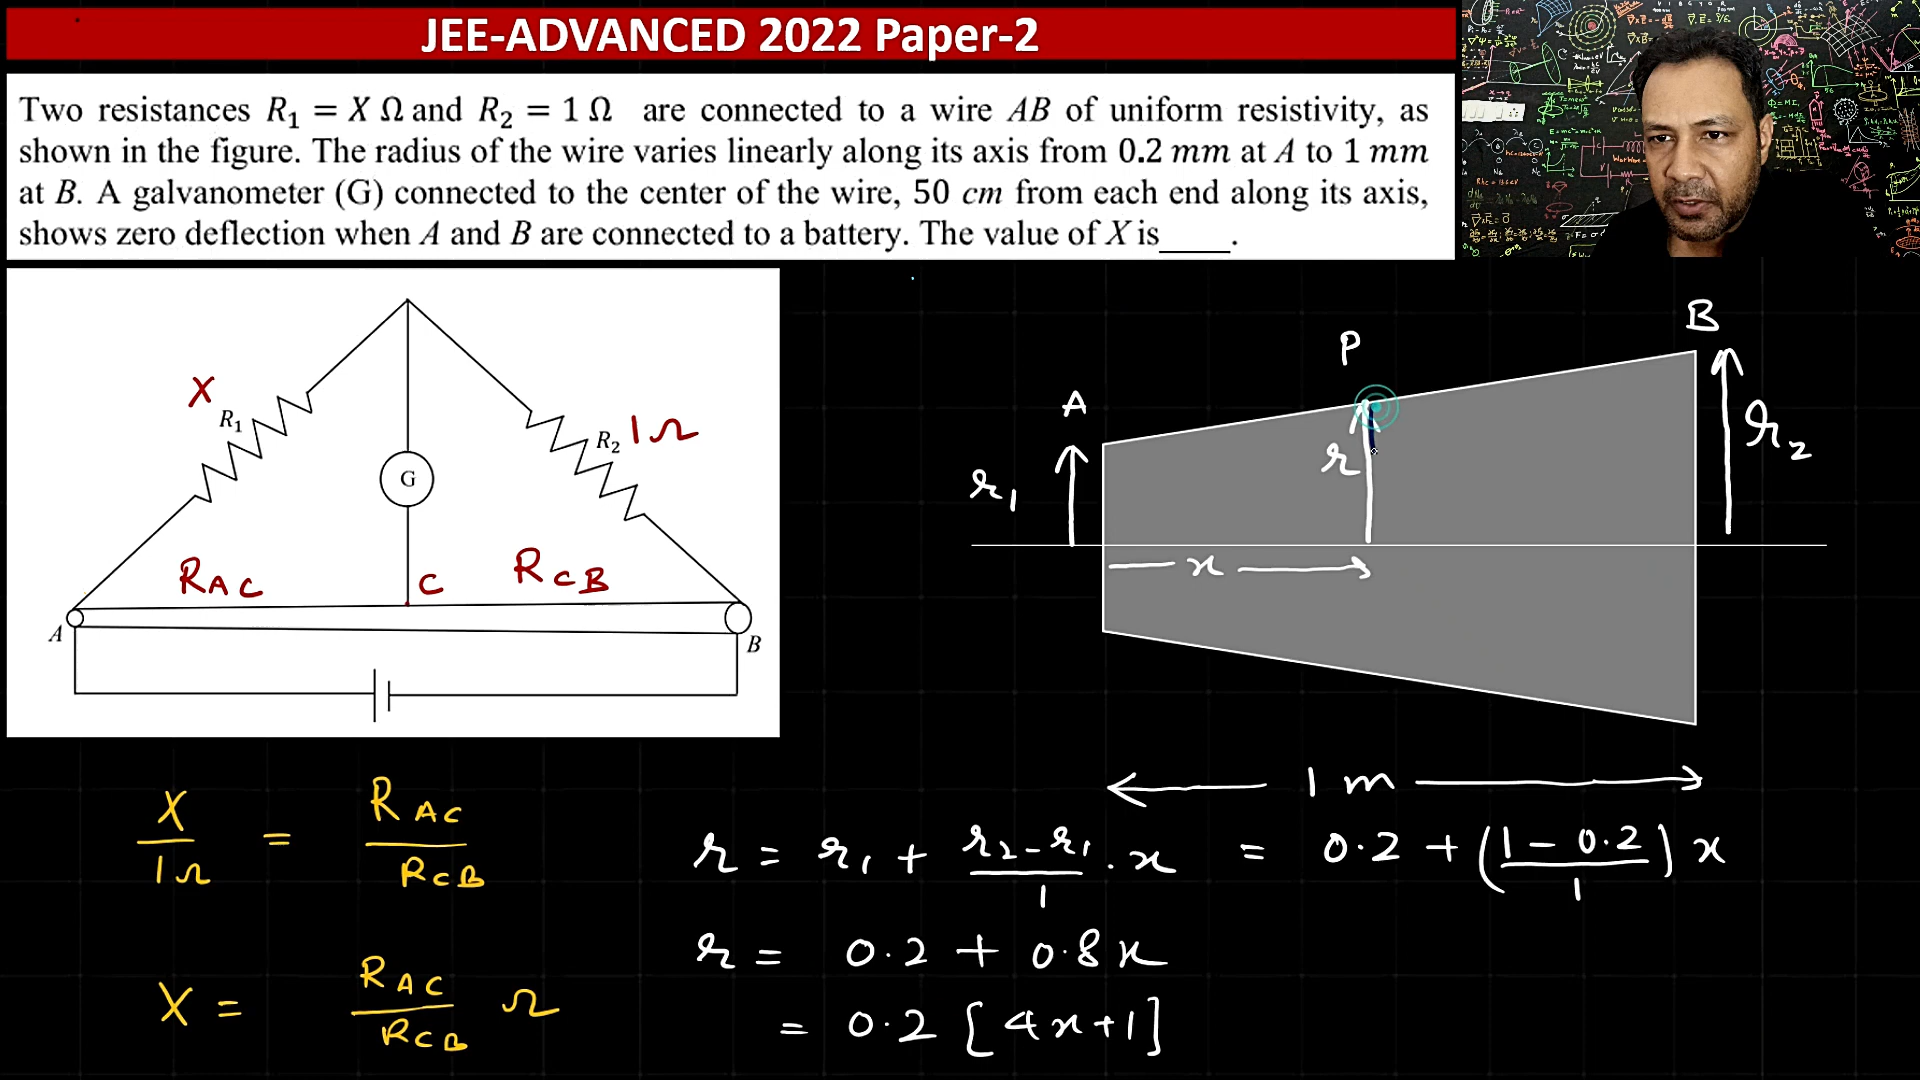 JEE-ADVANCED 2022 Paper-2
Two resistances R₁ = X Ω and R₂ = 1 Ω are connected to a wire AB of uniform resistivity, as
shown in the figure. The radius of the wire varies linearly along its axis from 0.2 mm at A to 1 mm
at B. A galvanometer (G) connected to the center of the wire, 50 cm from each end along its axis,
shows zero deflection when A and B are connected to a battery. The value of X is____.
X
R₁
R₂ 1Ω
G
R_AC
C
R_CB
A
B
A
P
B
r₁
r
r₂
x
1 m
X/1Ω = R_AC/R_CB
X = R_AC/R_CB Ω
r = r₁ + (r₂-r₁)/1 . x = 0.2 + ((1-0.2)/1) x
r = 0.2 + 0.8x
= 0.2 [4x+1]